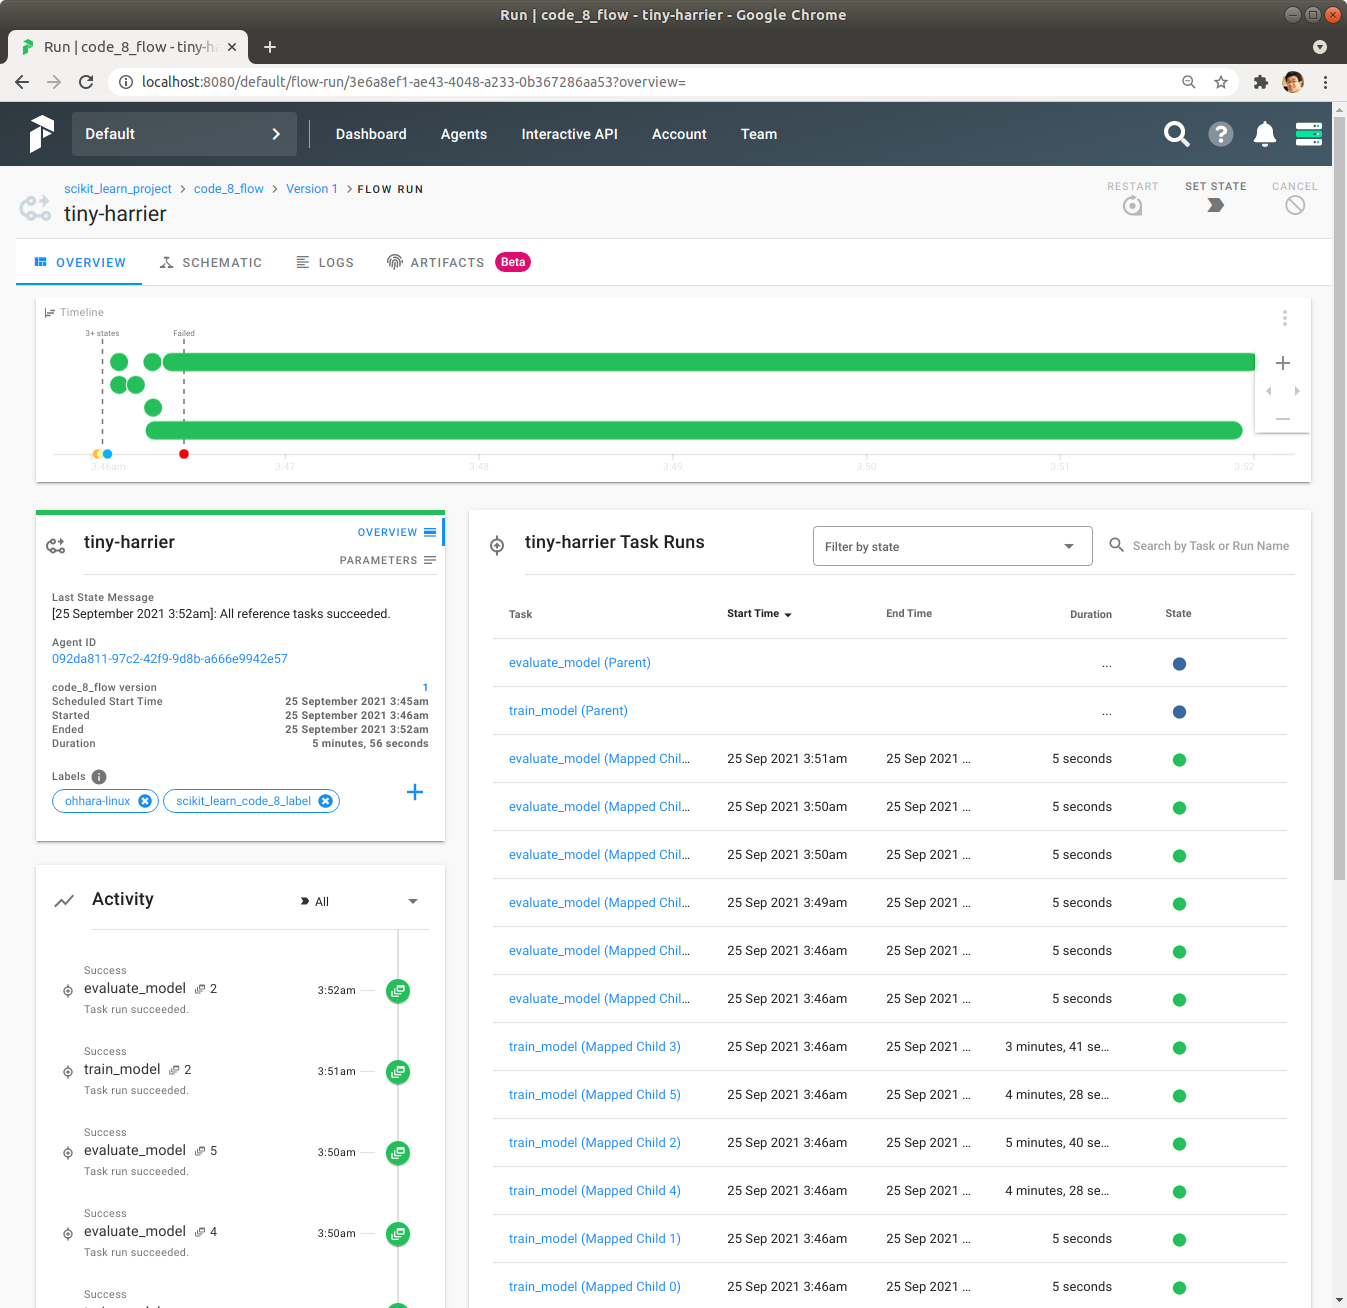 Run | code_8_flow - tiny-harrier - Google Chrome
Run | code_8_flow - tiny-h
localhost:8080/default/flow-run/3e6a8ef1-ae43-4048-a233-0b367286aa53?overview=
Default
Dashboard
Agents
Interactive API
Account
Team
scikit_learn_project > code_8_flow > Version 1 > FLOW RUN
tiny-harrier
RESTART
SET STATE
CANCEL
OVERVIEW
SCHEMATIC
LOGS
ARTIFACTS
Beta
Timeline
3+ states
Failed
3:46am
3:47
3:48
3:49
3:50
3:51
3:52
tiny-harrier
OVERVIEW
PARAMETERS
Last State Message
[25 September 2021 3:52am]: All reference tasks succeeded.
Agent ID
092da811-97c2-42f9-9d8b-a666e9942e57
code_8_flow version 1
Scheduled Start Time 25 September 2021 3:45am
Started 25 September 2021 3:46am
Ended 25 September 2021 3:52am
Duration 5 minutes, 56 seconds
Labels
ohhara-linux
scikit_learn_code_8_label
Activity
All
Success
evaluate_model 2 3:52am
Task run succeeded.
Success
train_model 2 3:51am
Task run succeeded.
Success
evaluate_model 5 3:50am
Task run succeeded.
Success
evaluate_model 4 3:50am
Task run succeeded.
Success
tiny-harrier Task Runs
Filter by state
Search by Task or Run Name
Task Start Time End Time Duration State
evaluate_model (Parent) ...
train_model (Parent) ...
evaluate_model (Mapped Chil... 25 Sep 2021 3:51am 25 Sep 2021 ... 5 seconds
evaluate_model (Mapped Chil... 25 Sep 2021 3:50am 25 Sep 2021 ... 5 seconds
evaluate_model (Mapped Chil... 25 Sep 2021 3:50am 25 Sep 2021 ... 5 seconds
evaluate_model (Mapped Chil... 25 Sep 2021 3:49am 25 Sep 2021 ... 5 seconds
evaluate_model (Mapped Chil... 25 Sep 2021 3:46am 25 Sep 2021 ... 5 seconds
evaluate_model (Mapped Chil... 25 Sep 2021 3:46am 25 Sep 2021 ... 5 seconds
train_model (Mapped Child 3) 25 Sep 2021 3:46am 25 Sep 2021 ... 3 minutes, 41 se...
train_model (Mapped Child 5) 25 Sep 2021 3:46am 25 Sep 2021 ... 4 minutes, 28 se...
train_model (Mapped Child 2) 25 Sep 2021 3:46am 25 Sep 2021 ... 5 minutes, 40 se...
train_model (Mapped Child 4) 25 Sep 2021 3:46am 25 Sep 2021 ... 4 minutes, 28 se...
train_model (Mapped Child 1) 25 Sep 2021 3:46am 25 Sep 2021 ... 5 seconds
train_model (Mapped Child 0) 25 Sep 2021 3:46am 25 Sep 2021 ... 5 seconds